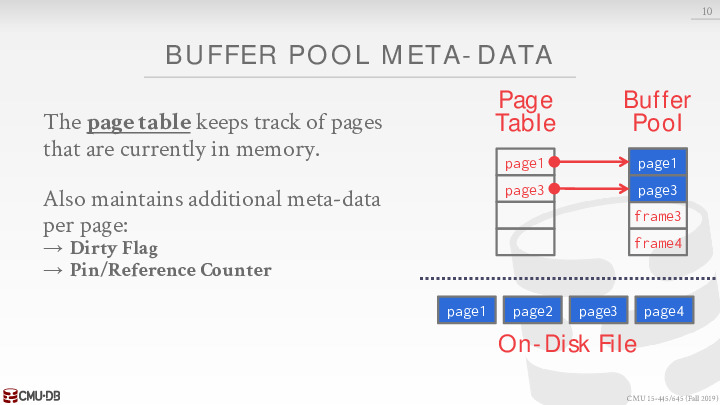 10
BUFFER POOL META-DATA
The page table keeps track of pages
that are currently in memory.
Also maintains additional meta-data
per page:
→ Dirty Flag
→ Pin/Reference Counter
Page
Table
page1
page3
Buffer
Pool
page1
page3
frame3
frame4
page1 page2 page3 page4
On-Disk File
CMU·DB
CMU 15-445/645 (Fall 2019)